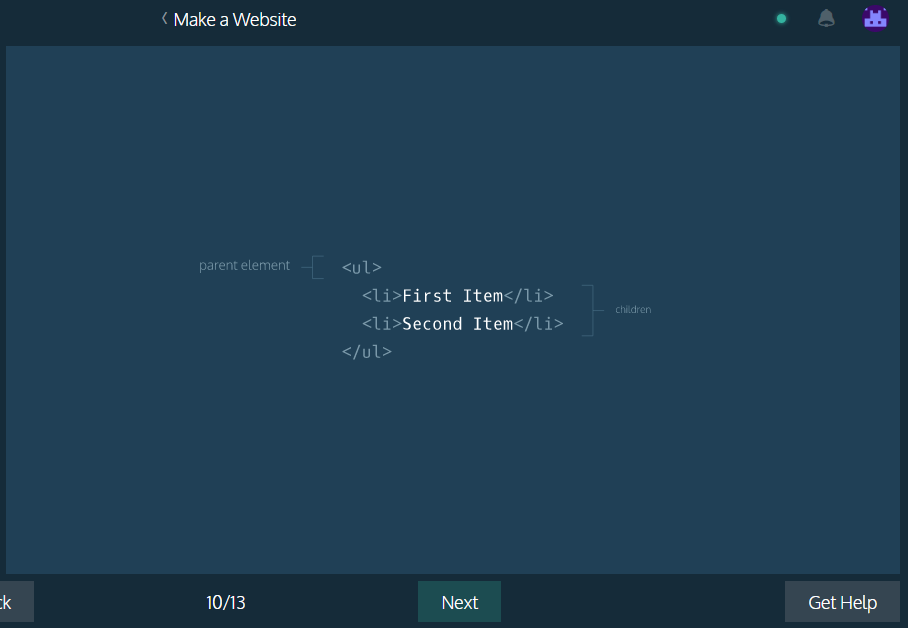 Make a Website
parent element
<ul>
<li>First Item</li>
<li>Second Item</li>
children
</ul>
ck
10/13
Next
Get Help